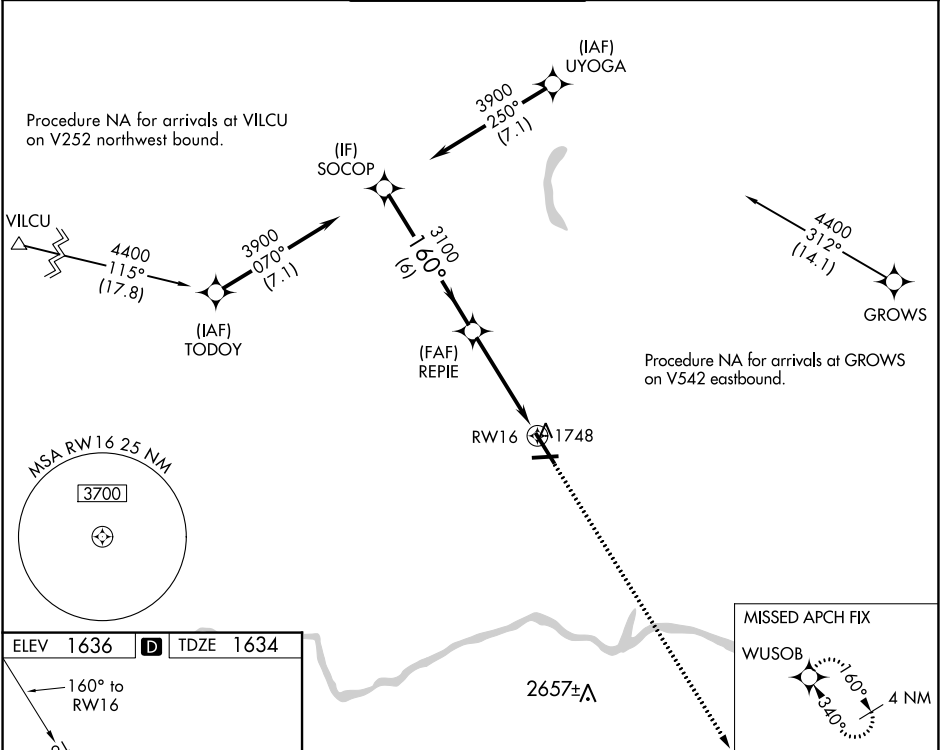 (IAF)
UYOGA
3900
250°
(7.1)
Procedure NA for arrivals at VILCU
on V252 northwest bound.
(IF)
SOCOP
VILCU
4400
115°
(17.8)
3900
070°
(7.1)
3100
160°
(6)
4400
312°
(14.1)
GROWS
(IAF)
TODOY
(FAF)
REPIE
Procedure NA for arrivals at GROWS
on V542 eastbound.
RW16
1748
MSA RW16 25 NM
3700
ELEV 1636 D TDZE 1634
160° to
RW16
2657±
MISSED APCH FIX
WUSOB
160°
340°
4 NM